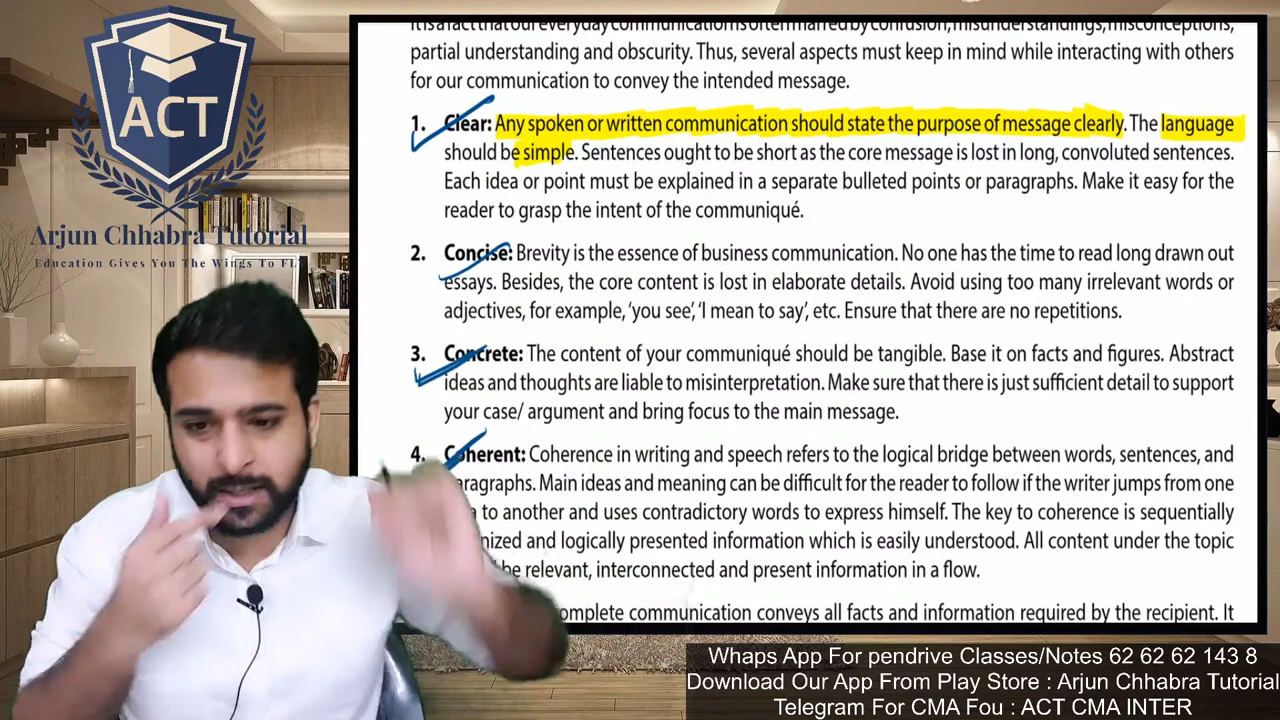 ACT
Arjun Chhabra Tutorial
Education Gives You The Wings To
It is a fact that our everyday communication is often marred by confusion, misunderstandings, misconceptions,
partial understanding and obscurity. Thus, several aspects must keep in mind while interacting with others
for our communication to convey the intended message.
1. Clear: Any spoken or written communication should state the purpose of message clearly. The language
should be simple. Sentences ought to be short as the core message is lost in long, convoluted sentences.
Each idea or point must be explained in a separate bulleted points or paragraphs. Make it easy for the
reader to grasp the intent of the communiqué.
2. Concise: Brevity is the essence of business communication. No one has the time to read long drawn out
essays. Besides, the core content is lost in elaborate details. Avoid using too many irrelevant words or
adjectives, for example, 'you see', 'I mean to say', etc. Ensure that there are no repetitions.
3. Concrete: The content of your communiqué should be tangible. Base it on facts and figures. Abstract
ideas and thoughts are liable to misinterpretation. Make sure that there is just sufficient detail to support
your case/ argument and bring focus to the main message.
4. Coherent: Coherence in writing and speech refers to the logical bridge between words, sentences, and
paragraphs. Main ideas and meaning can be difficult for the reader to follow if the writer jumps from one
to another and uses contradictory words to express himself. The key to coherence is sequentially
and logically presented information which is easily understood. All content under the topic
be relevant, interconnected and present information in a flow.
complete communication conveys all facts and information required by the recipient. It
Whaps App For pendrive Classes/Notes 62 62 62 143 8
Download Our App From Play Store : Arjun Chhabra Tutorial
Telegram For CMA Fou : ACT CMA INTER